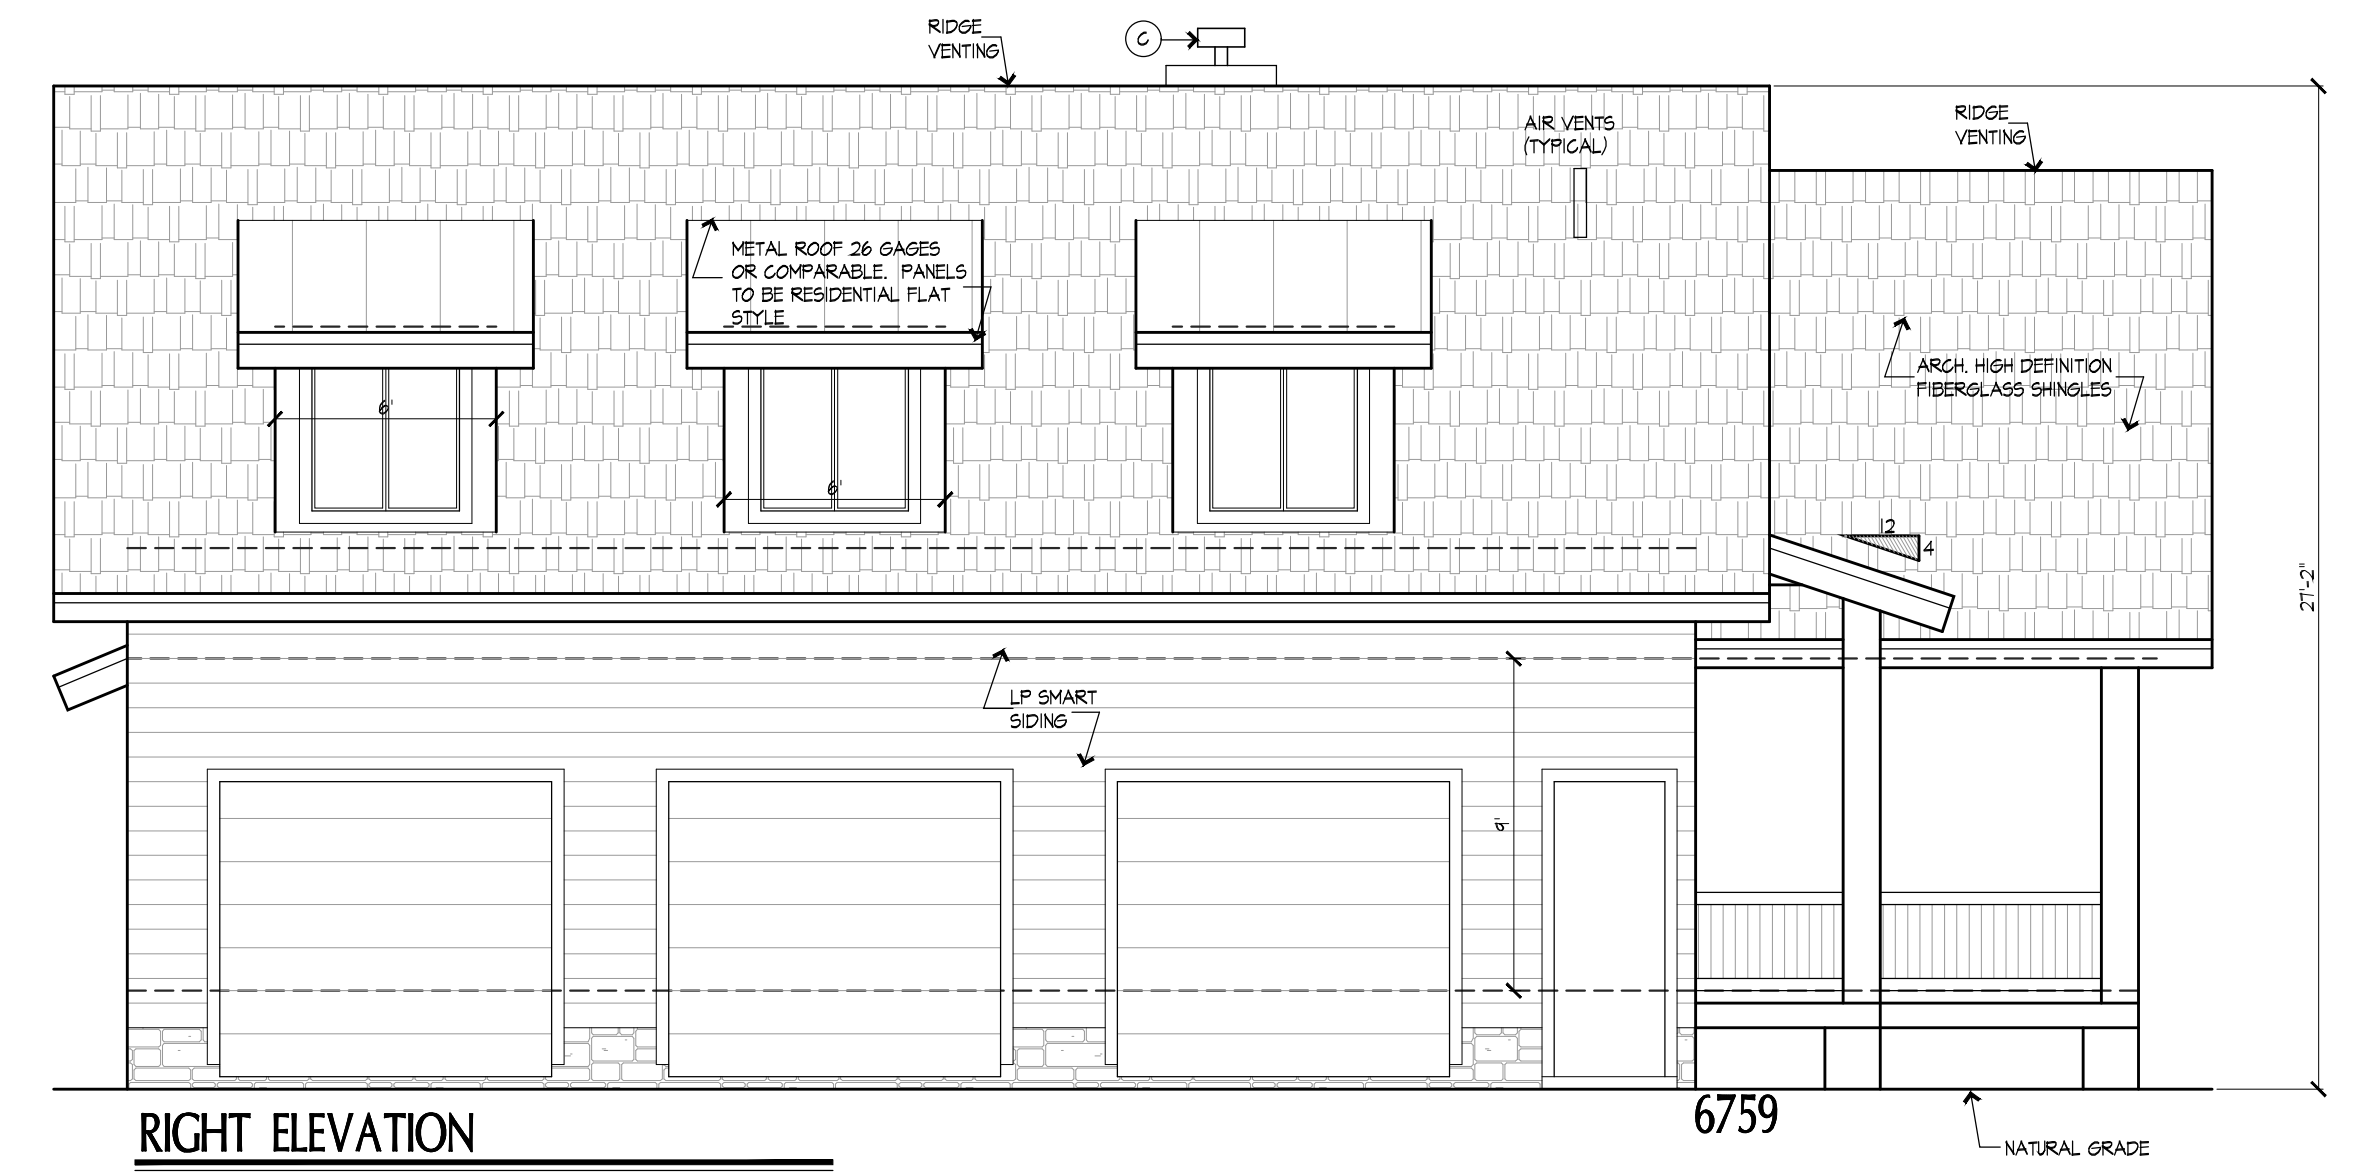 RIDGE
VENTING
C
RIDGE
VENTING
AIR VENTS
(TYPICAL)
METAL ROOF 26 GAGES
OR COMPARABLE. PANELS
TO BE RESIDENTIAL FLAT
STYLE
ARCH. HIGH DEFINITION
FIBERGLASS SHINGLES
6'
6'
12
4
27'-2"
LP SMART
SIDING
9'
RIGHT ELEVATION
6759
NATURAL GRADE